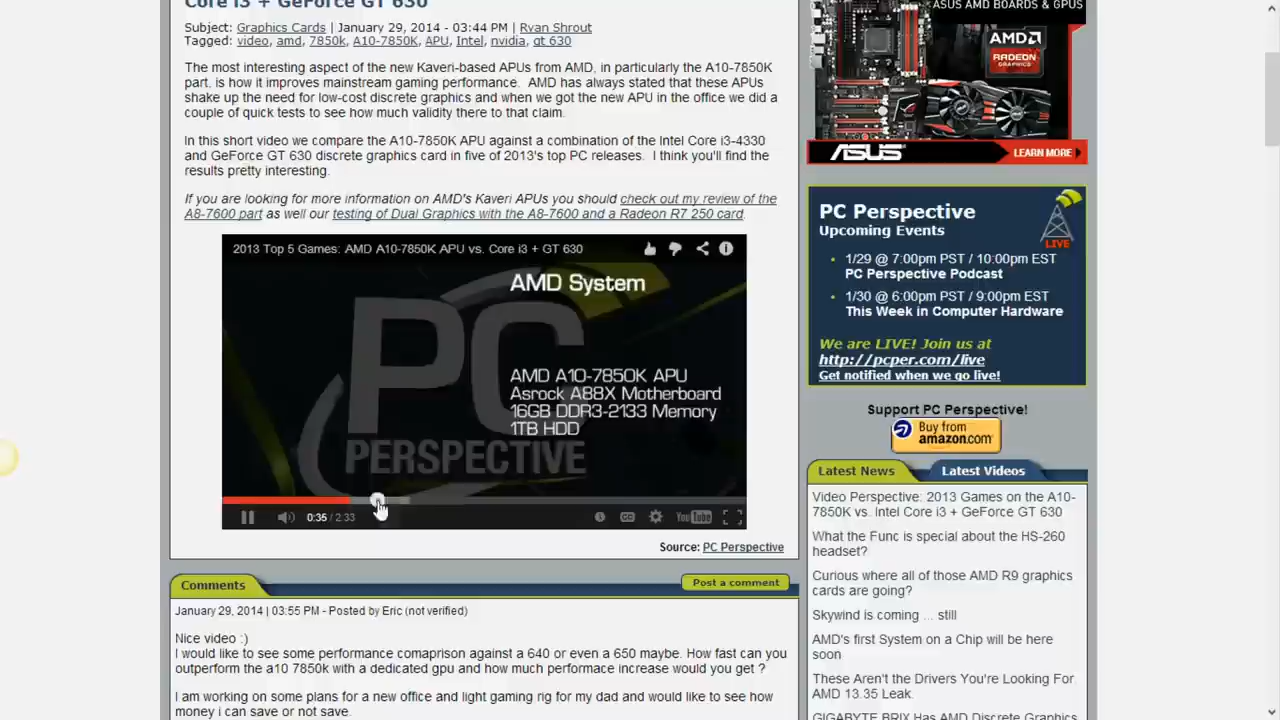 Core i3 + GeForce GT 630
Subject: Graphics Cards | January 29, 2014 - 03:44 PM | Ryan Shrout
Tagged: video, amd, 7850k, A10-7850K, APU, Intel, nvidia, gt 630
The most interesting aspect of the new Kaveri-based APUs from AMD, in particularly the A10-7850K
part, is how it improves mainstream gaming performance. AMD has always stated that these APUs
shake up the need for low-cost discrete graphics and when we got the new APU in the office we did a
couple of quick tests to see how much validity there to that claim.
In this short video we compare the A10-7850K APU against a combination of the Intel Core i3-4330
and GeForce GT 630 discrete graphics card in five of 2013's top PC releases. I think you'll find the
results pretty interesting.
If you are looking for more information on AMD's Kaveri APUs you should check out my review of the
A8-7600 part as well our testing of Dual Graphics with the A8-7600 and a Radeon R7 250 card.
2013 Top 5 Games: AMD A10-7850K APU vs. Core i3 + GT 630
AMD System
PC
PERSPECTIVE
AMD A10-7850K APU
Asrock A88X Motherboard
16GB DDR3-2133 Memory
1TB HDD
0:35 / 2:33
CC
YouTube
Source: PC Perspective
Comments
Post a comment
January 29, 2014 | 03:55 PM - Posted by Eric (not verified)
Nice video :)
I would like to see some performance comaprison against a 640 or even a 650 maybe. How fast can you
outperform the a10 7850k with a dedicated gpu and how much performace increase would you get ?
I am working on some plans for a new office and light gaming rig for my dad and would like to see how
money i can save or not save.
ASUS AMD BOARDS & GPUS
AMD
RADEON
GRAPHICS
ASUS
LEARN MORE
PC Perspective
Upcoming Events
LIVE
• 1/29 @ 7:00pm PST / 10:00pm EST
PC Perspective Podcast
• 1/30 @ 6:00pm PST / 9:00pm EST
This Week in Computer Hardware
We are LIVE! Join us at
http://pcper.com/live
Get notified when we go live!
Support PC Perspective!
Buy from
amazon.com
Latest News
Latest Videos
Video Perspective: 2013 Games on the A10-
7850K vs. Intel Core i3 + GeForce GT 630
What the Func is special about the HS-260
headset?
Curious where all of those AMD R9 graphics
cards are going?
Skywind is coming ... still
AMD's first System on a Chip will be here
soon
These Aren't the Drivers You're Looking For
AMD 13.35 Leak.
GIGABYTE BRIX Has AMD Discrete Graphics